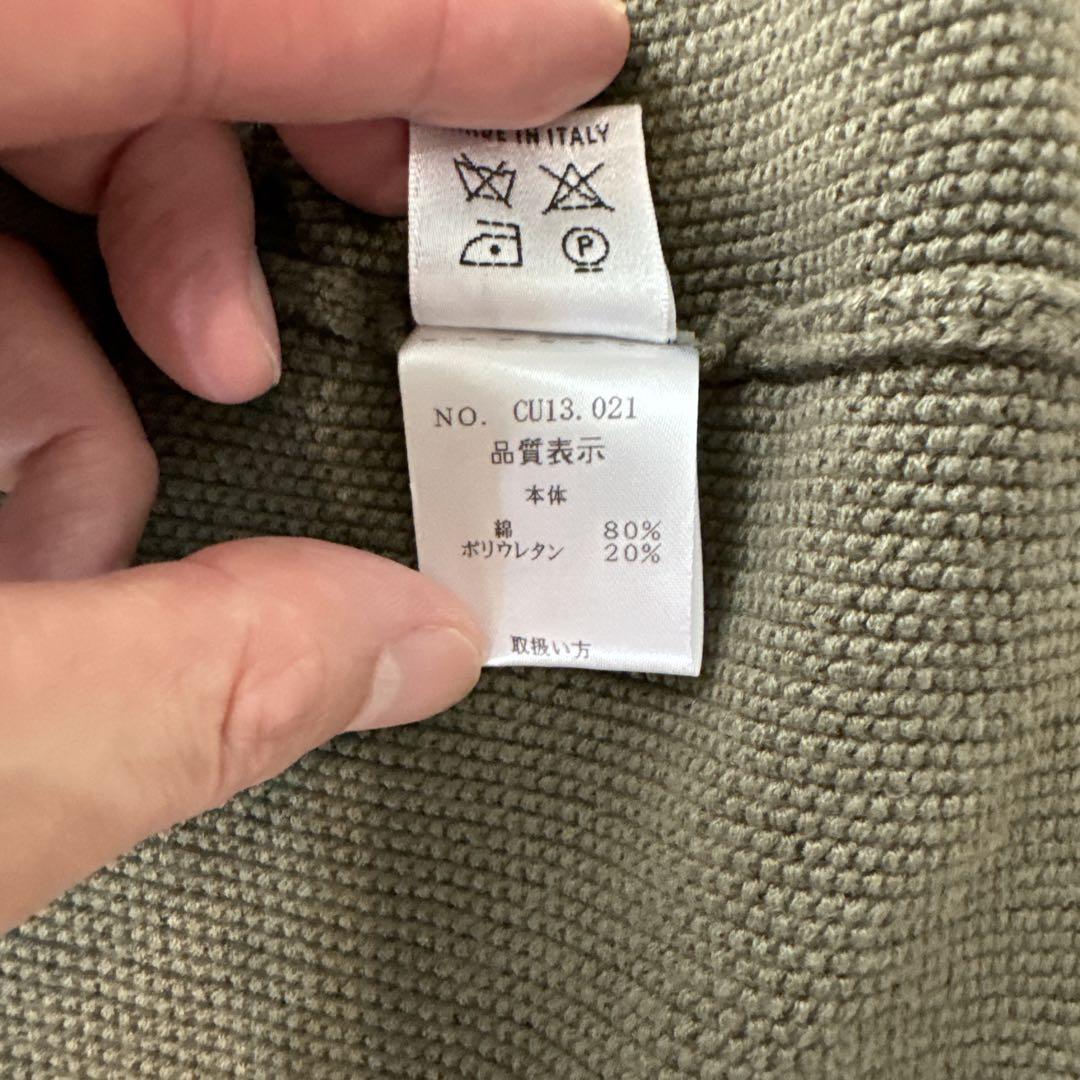 MADE IN ITALY
P
NO. CU13.021
品質表示
本体
綿 80%
ポリウレタン 20%
取扱い方